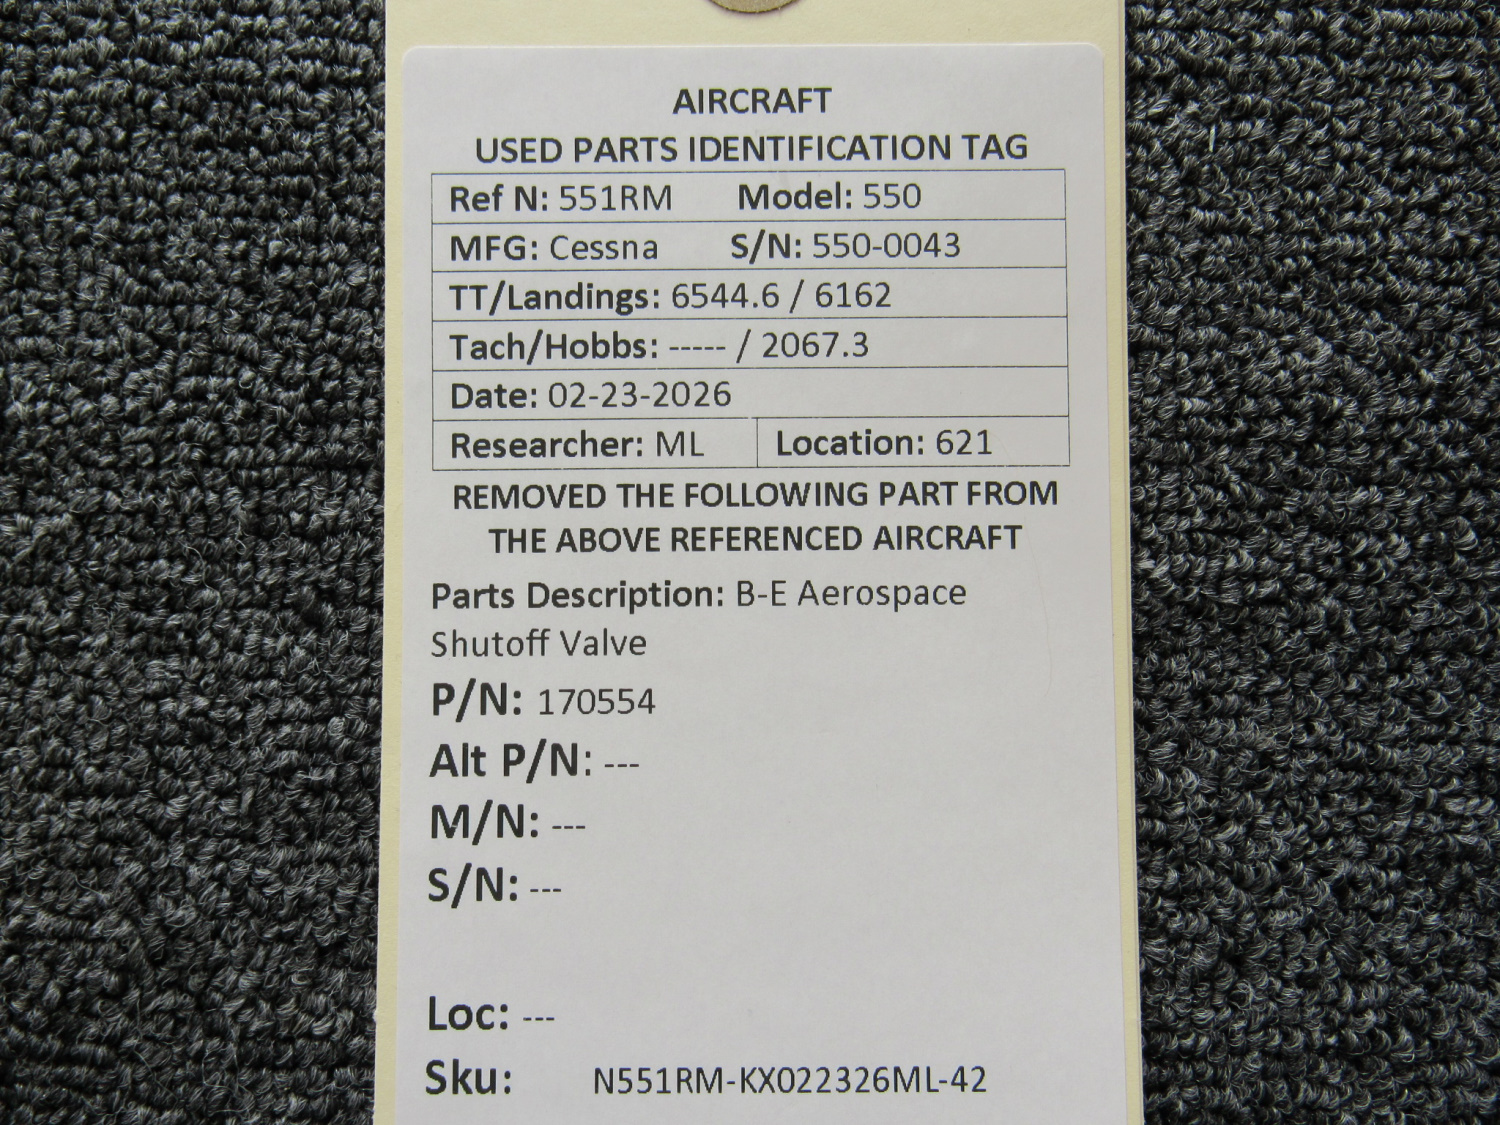 AIRCRAFT
USED PARTS IDENTIFICATION TAG
Ref N: 551RM Model: 550
MFG: Cessna S/N: 550-0043
TT/Landings: 6544.6 / 6162
Tach/Hobbs: ----- / 2067.3
Date: 02-23-2026
Researcher: ML Location: 621
REMOVED THE FOLLOWING PART FROM
THE ABOVE REFERENCED AIRCRAFT
Parts Description: B-E Aerospace
Shutoff Valve
P/N: 170554
Alt P/N: ---
M/N: ---
S/N: ---
Loc: ---
Sku: N551RM-KX022326ML-42